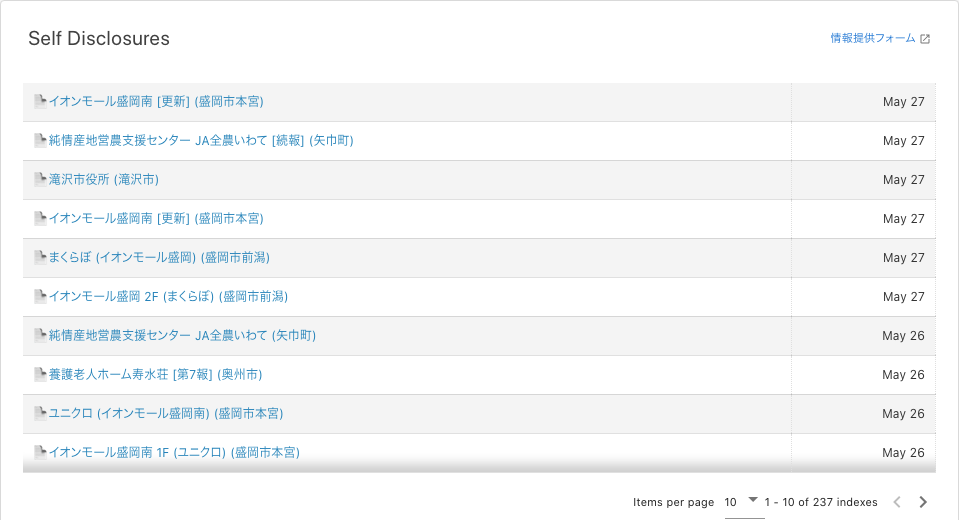 Self Disclosures
情報提供フォーム
イオンモール盛岡南 [更新] (盛岡市本宮) May 27
純情産地営農支援センター JA全農いわて [続報] (矢巾町) May 27
滝沢市役所 (滝沢市) May 27
イオンモール盛岡南 [更新] (盛岡市本宮) May 27
まくらぼ (イオンモール盛岡) (盛岡市前潟) May 27
イオンモール盛岡 2F (まくらぼ) (盛岡市前潟) May 27
純情産地営農支援センター JA全農いわて (矢巾町) May 26
養護老人ホーム寿水荘 [第7報] (奥州市) May 26
ユニクロ (イオンモール盛岡南) (盛岡市本宮) May 26
イオンモール盛岡南 1F (ユニクロ) (盛岡市本宮) May 26
Items per page 10 1 - 10 of 237 indexes